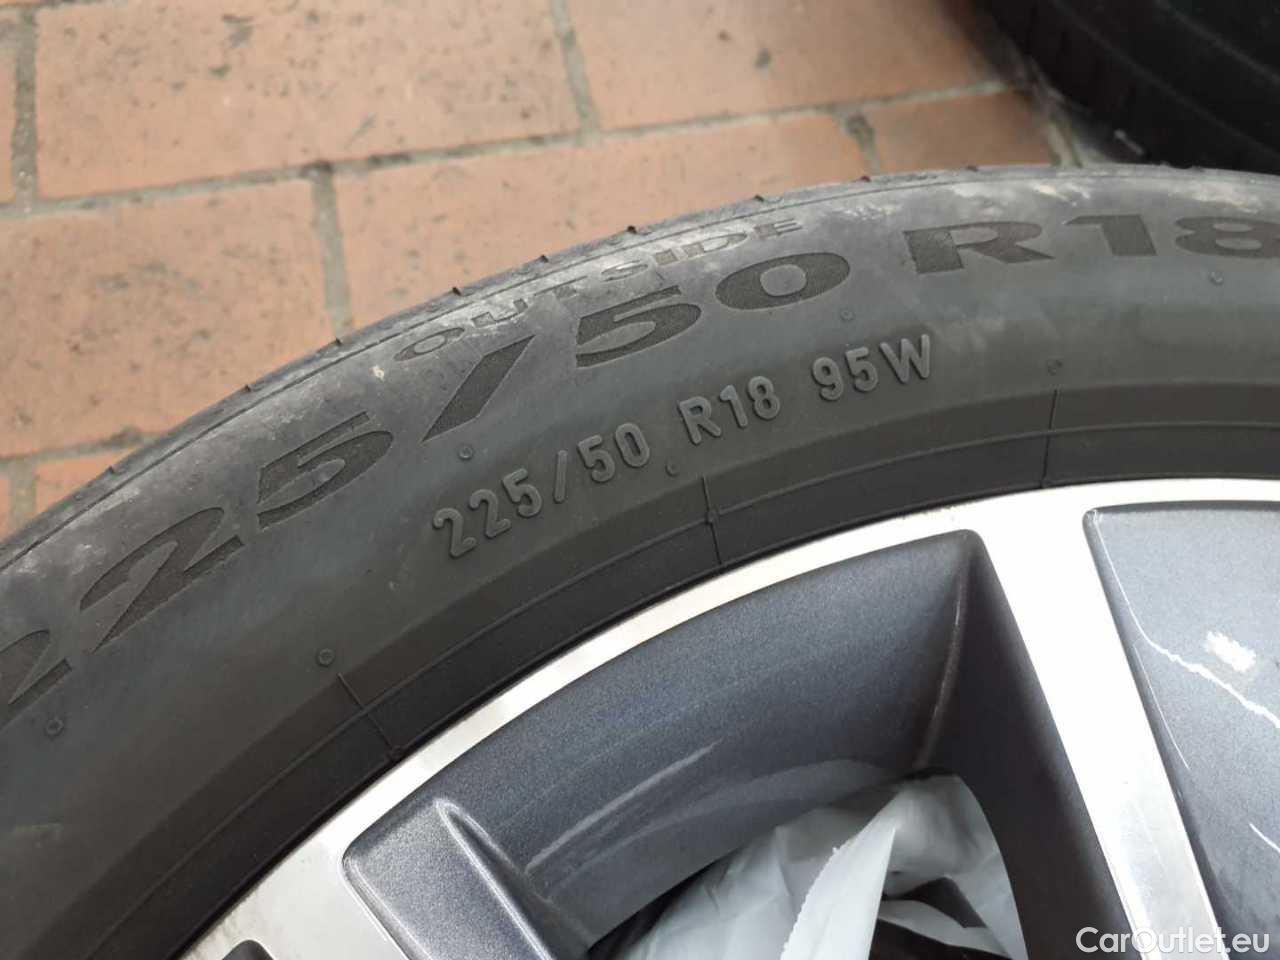 OUTSIDE
225/50 R18
225/50 R18 95W
CarOutlet.eu